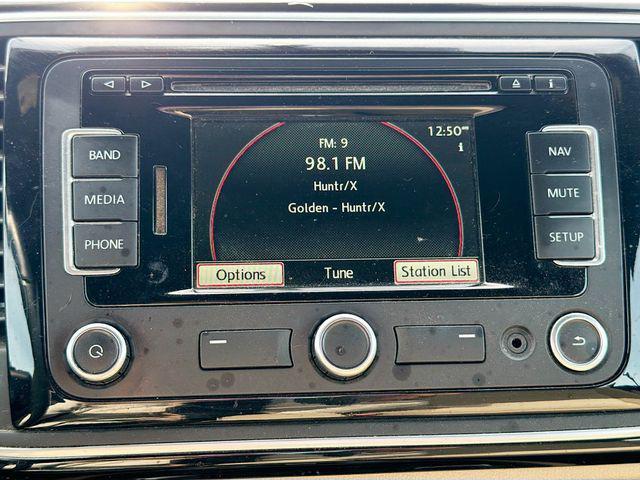 BAND
MEDIA
PHONE
FM: 9
98.1 FM
Huntr/X
Golden - Huntr/X
12:50
i
Options
Tune
Station List
i
NAV
MUTE
SETUP